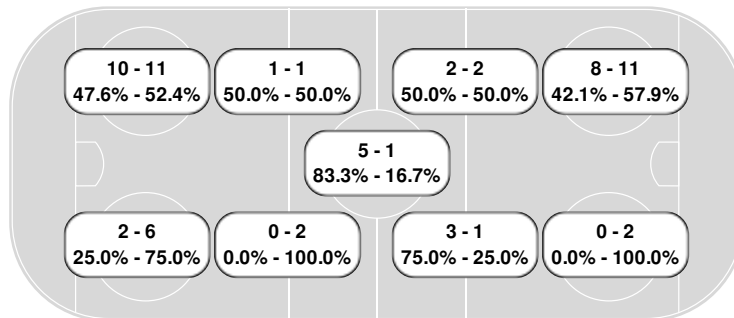 10 - 11
47.6% - 52.4%
1 - 1
50.0% - 50.0%
2 - 2
50.0% - 50.0%
8 - 11
42.1% - 57.9%
5 - 1
83.3% - 16.7%
2 - 6
25.0% - 75.0%
0 - 2
0.0% - 100.0%
3 - 1
75.0% - 25.0%
0 - 2
0.0% - 100.0%